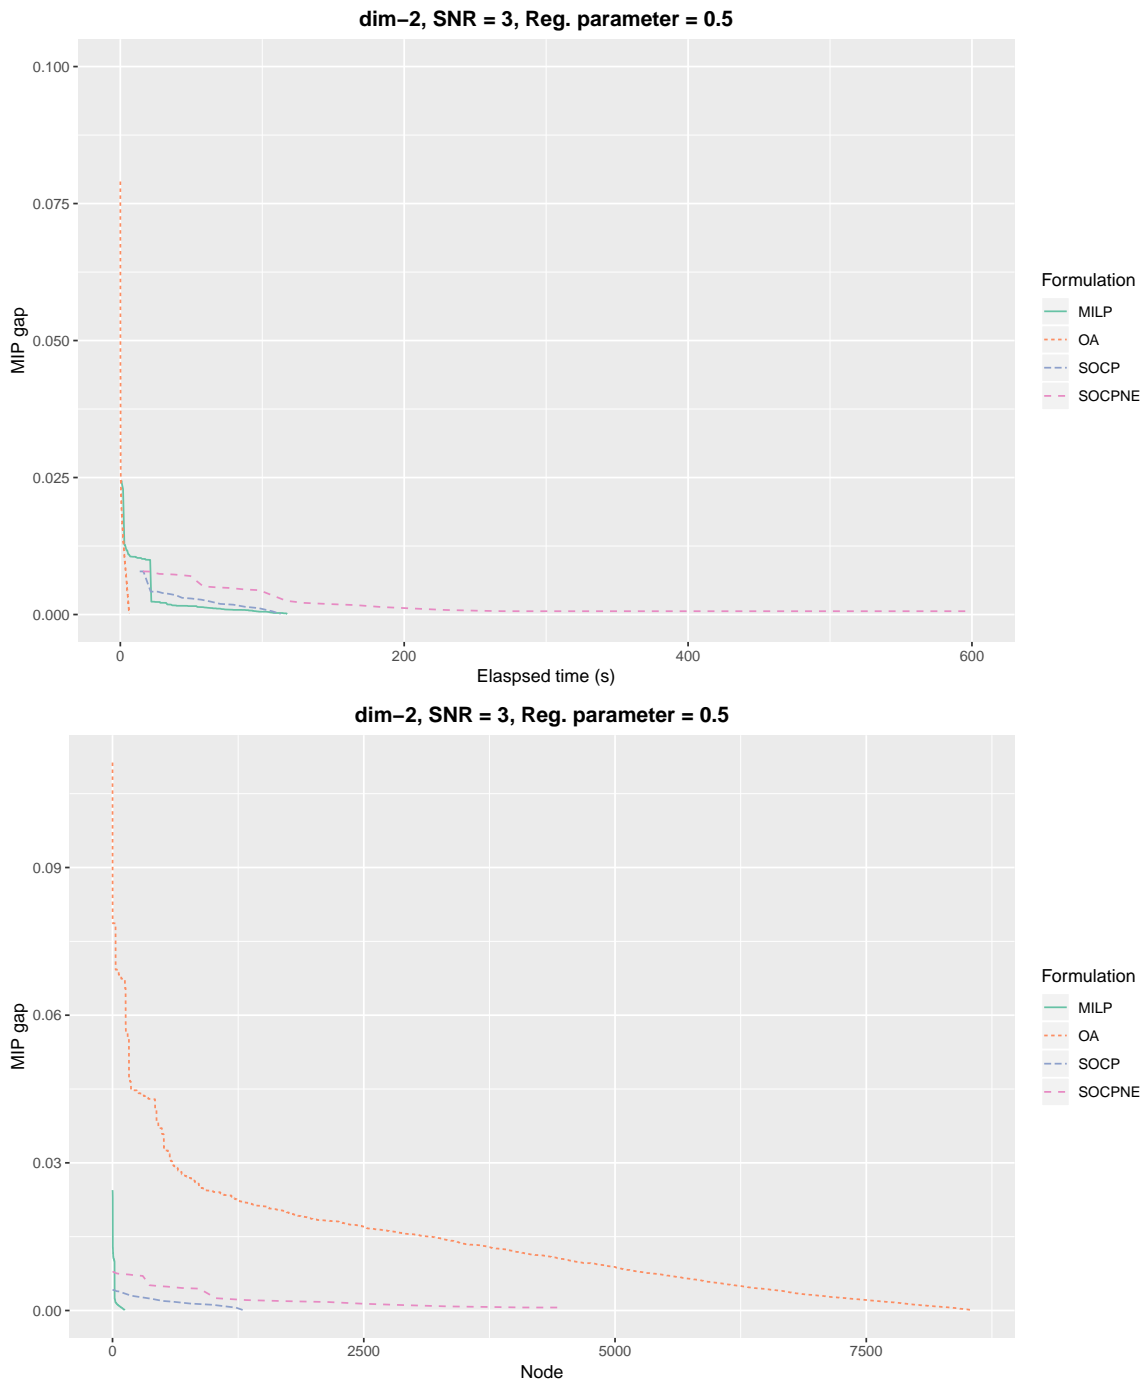 dim−2, SNR = 3, Reg. parameter = 0.5
0.100
0.075
0.050
0.025
0.000
MIP gap
0
200
400
600
Elaspsed time (s)
Formulation
MILP
OA
SOCP
SOCPNE
dim−2, SNR = 3, Reg. parameter = 0.5
0.09
0.06
0.03
0.00
MIP gap
0
2500
5000
7500
Node
Formulation
MILP
OA
SOCP
SOCPNE